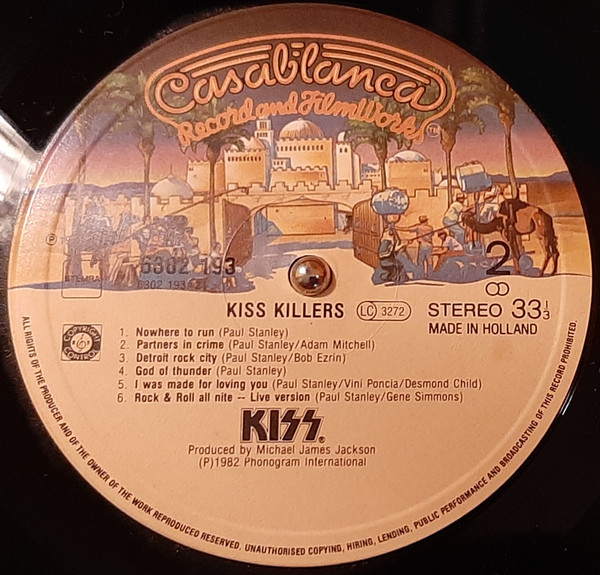 Casablanca
Record and FilmWorks
℗
STEMRA
6302 193
6302 193
2
KISS KILLERS
LC 3272
STEREO 33 1/3
MADE IN HOLLAND
COPYRIGHT CONTROL
1. Nowhere to run (Paul Stanley)
2. Partners in crime (Paul Stanley/Adam Mitchell)
3. Detroit rock city (Paul Stanley/Bob Ezrin)
4. God of thunder (Paul Stanley)
5. I was made for loving you (Paul Stanley/Vini Poncia/Desmond Child)
6. Rock & Roll all nite -- Live version (Paul Stanley/Gene Simmons)
KISS®
Produced by Michael James Jackson
(P)1982 Phonogram International
ALL RIGHTS OF THE PRODUCER AND OF THE OWNER OF THE WORK REPRODUCED RESERVED. UNAUTHORISED COPYING, HIRING, LENDING, PUBLIC PERFORMANCE AND BROADCASTING OF THIS RECORD PROHIBITED.